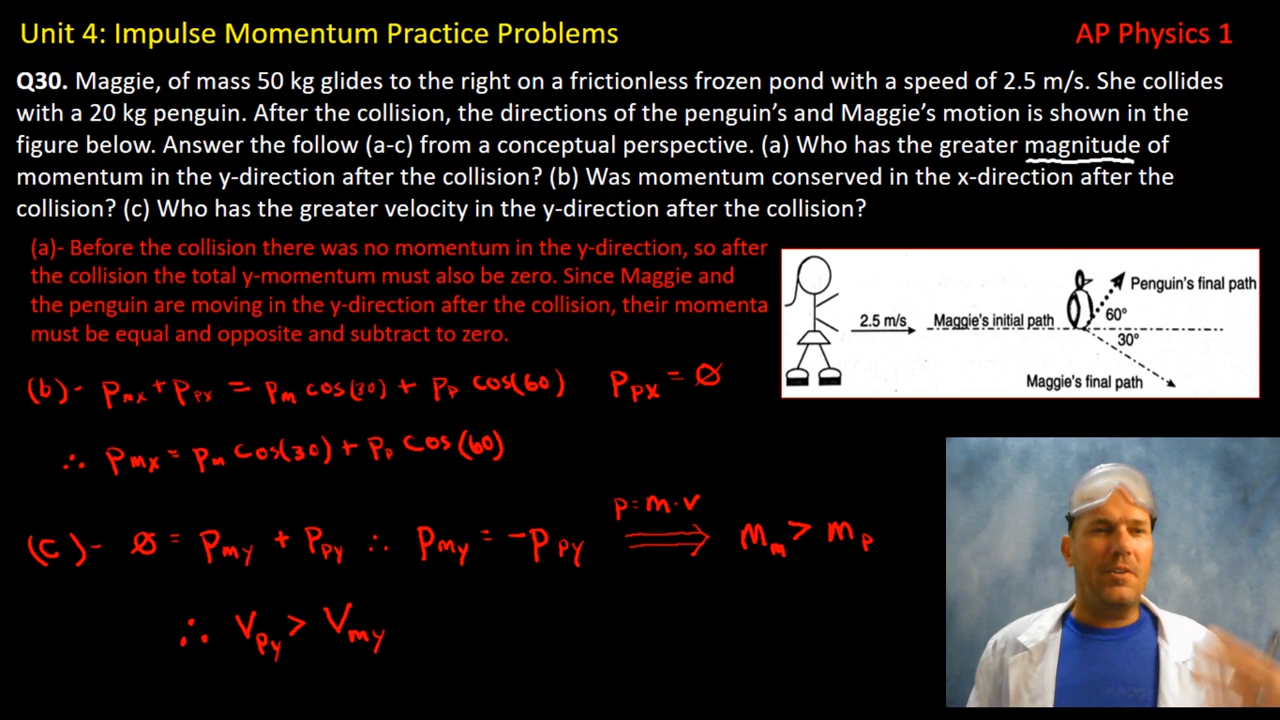 Unit 4: Impulse Momentum Practice Problems
AP Physics 1
Q30. Maggie, of mass 50 kg glides to the right on a frictionless frozen pond with a speed of 2.5 m/s. She collides
with a 20 kg penguin. After the collision, the directions of the penguin’s and Maggie’s motion is shown in the
figure below. Answer the follow (a-c) from a conceptual perspective. (a) Who has the greater magnitude of
momentum in the y-direction after the collision? (b) Was momentum conserved in the x-direction after the
collision? (c) Who has the greater velocity in the y-direction after the collision?
(a)- Before the collision there was no momentum in the y-direction, so after
the collision the total y-momentum must also be zero. Since Maggie and
the penguin are moving in the y-direction after the collision, their momenta
must be equal and opposite and subtract to zero.
2.5 m/s
Maggie's initial path
Penguin's final path
60°
30°
Maggie's final path
(b)- PMx + PPx = PM cos(30) + PP cos(60) PPx = 0
∴ PMx = PM cos(30) + PP cos(60)
p = m·v
(c)- 0 = PMy + PPy ∴ PMy = -PPy ⟹ Mm > mp
∴ VPy > VMy